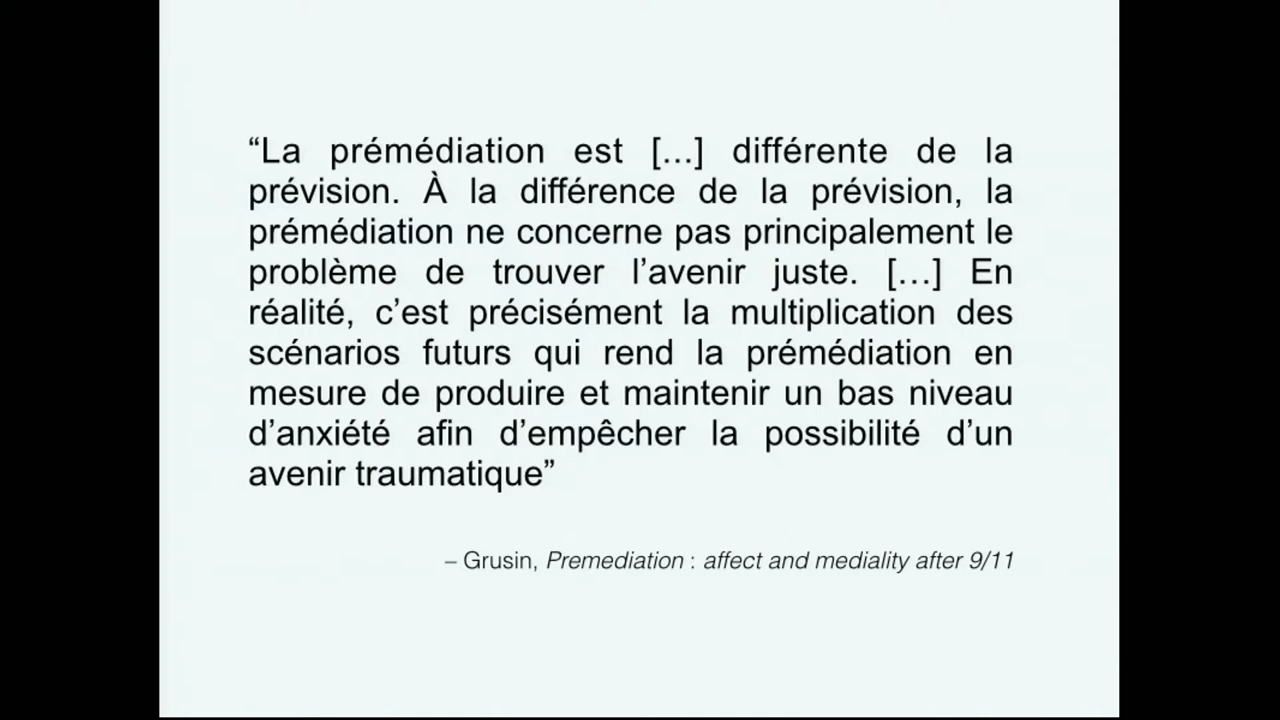 “La prémédiation est [...] différente de la
prévision. À la différence de la prévision, la
prémédiation ne concerne pas principalement le
problème de trouver l’avenir juste. […] En
réalité, c’est précisément la multiplication des
scénarios futurs qui rend la prémédiation en
mesure de produire et maintenir un bas niveau
d’anxiété afin d’empêcher la possibilité d’un
avenir traumatique”
– Grusin, Premediation : affect and mediality after 9/11